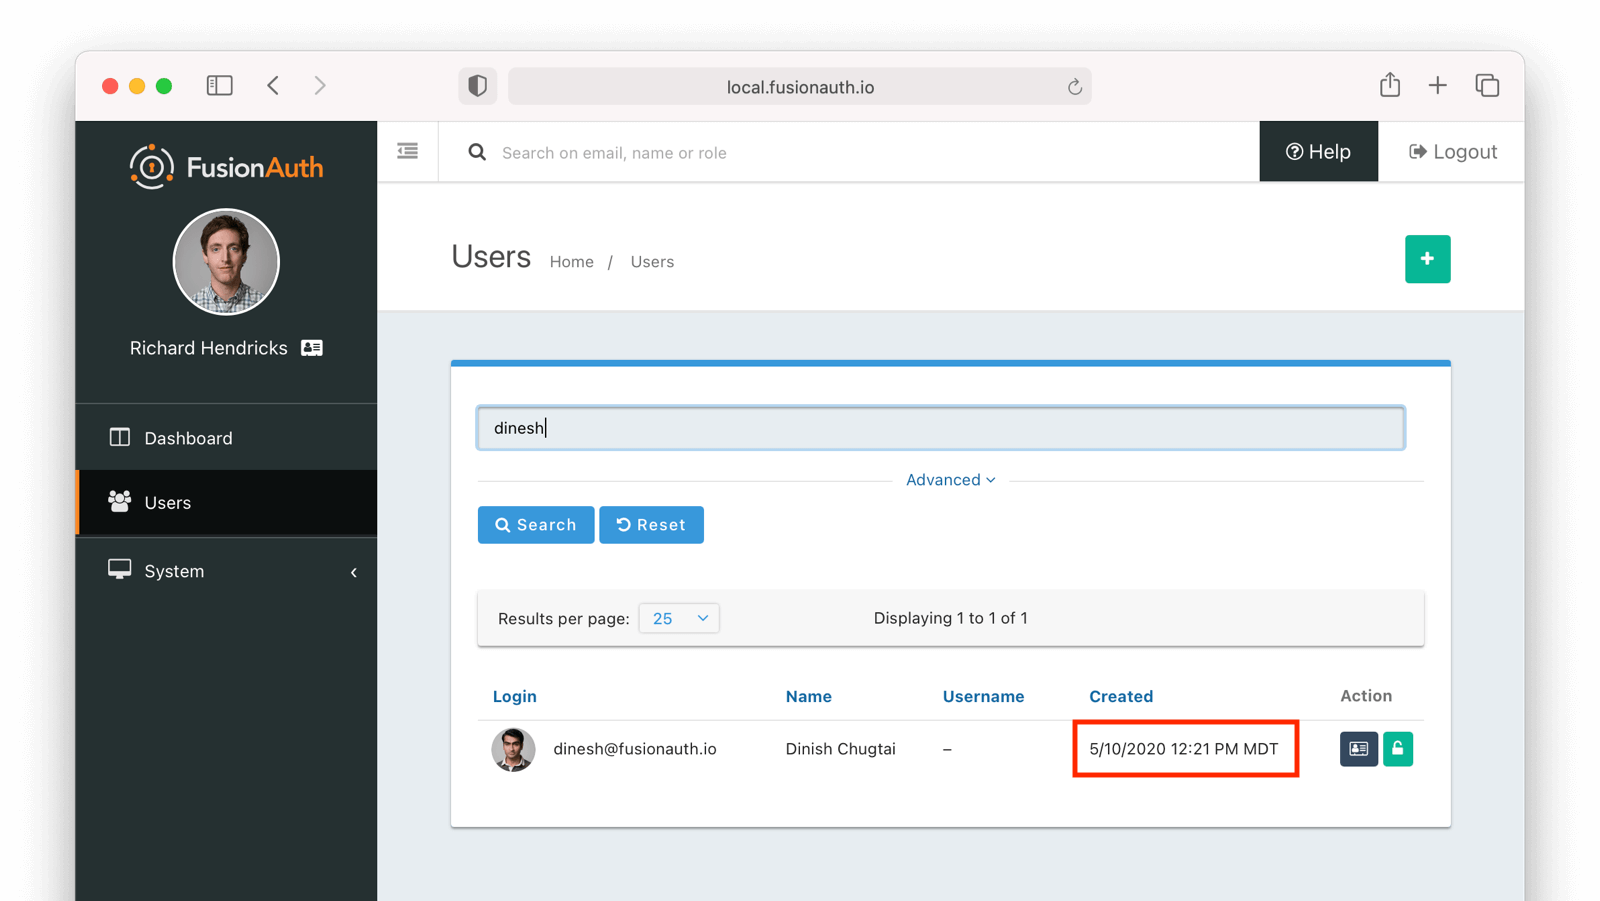 local.fusionauth.io
FusionAuth
Search on email, name or role
Help
Logout
Richard Hendricks
Dashboard
Users
System
Users
Home / Users
dinesh
Advanced
Search
Reset
Results per page: 25
Displaying 1 to 1 of 1
Login Name Username Created Action
dinesh@fusionauth.io Dinish Chugtai – 5/10/2020 12:21 PM MDT